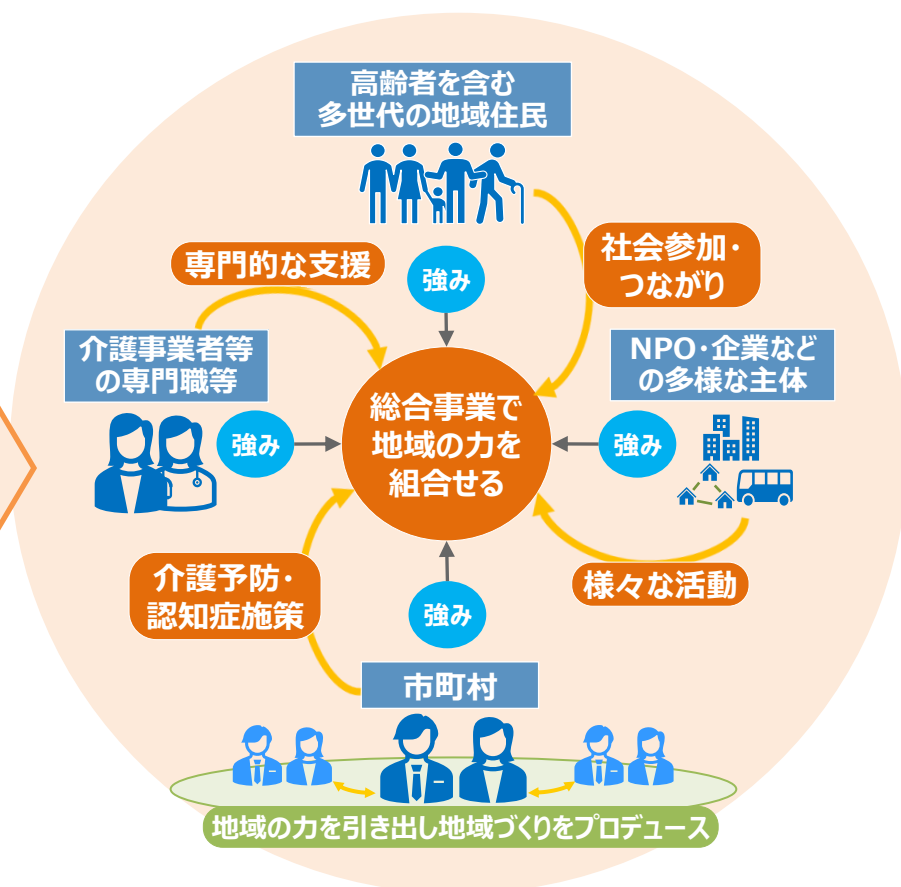 高齢者を含む
多世代の地域住民
専門的な支援
強み
社会参加・
つながり
介護事業者等
の専門職等
NPO・企業など
の多様な主体
強み
総合事業で
地域の力を
組合せる
強み
介護予防・
認知症施策
強み
様々な活動
市町村
地域の力を引き出し地域づくりをプロデュース